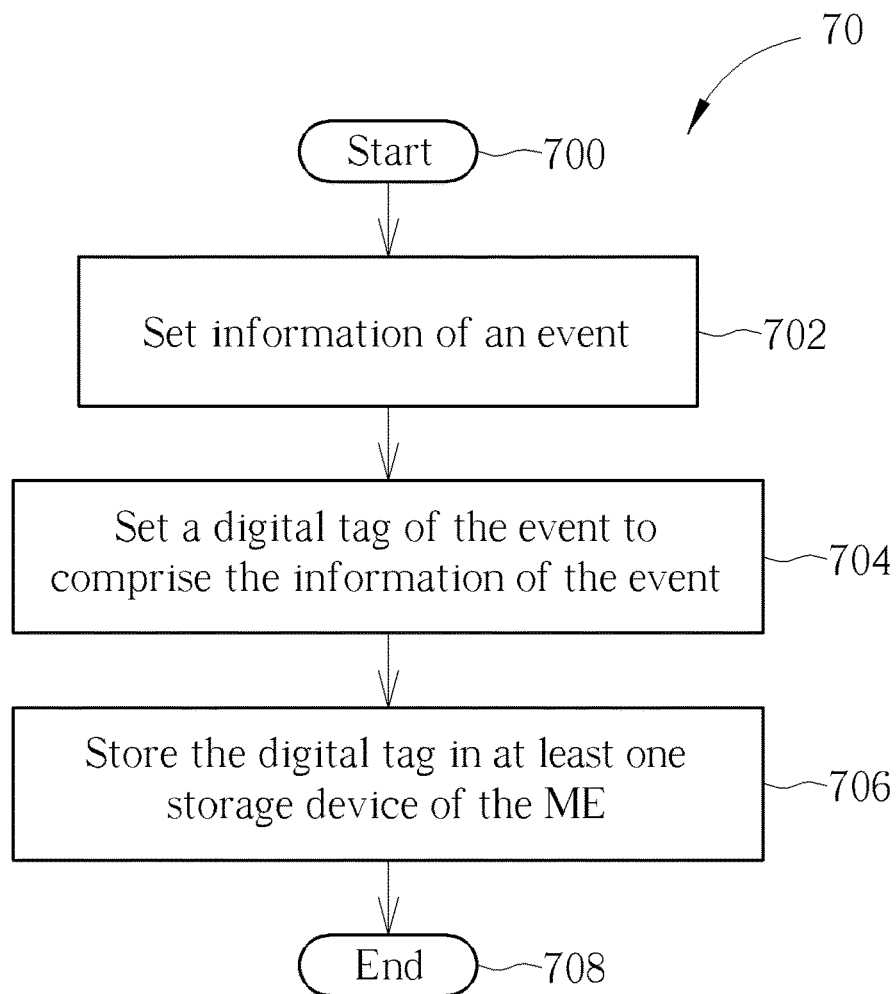 70
Start
700
Set information of an event
702
Set a digital tag of the event to
comprise the information of the event
704
Store the digital tag in at least one
storage device of the ME
706
End
708